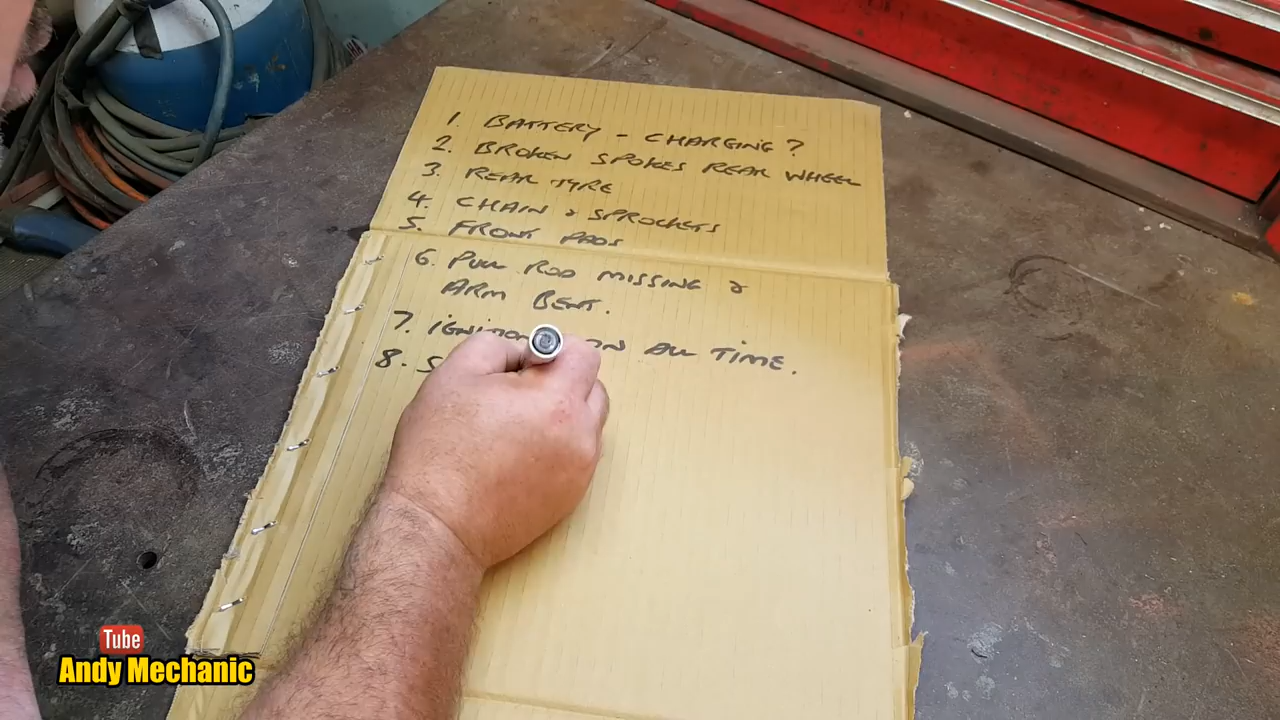 1. BATTERY - CHARGING?
2. BROKEN SPOKES REAR WHEEL
3. REAR TYRE
4. CHAIN & SPROCKETS
5. FRONT PADS
6. PULL ROD MISSING &
ARM BENT.
7. IGNITION ON ALL TIME.
8. S
Tube
Andy Mechanic